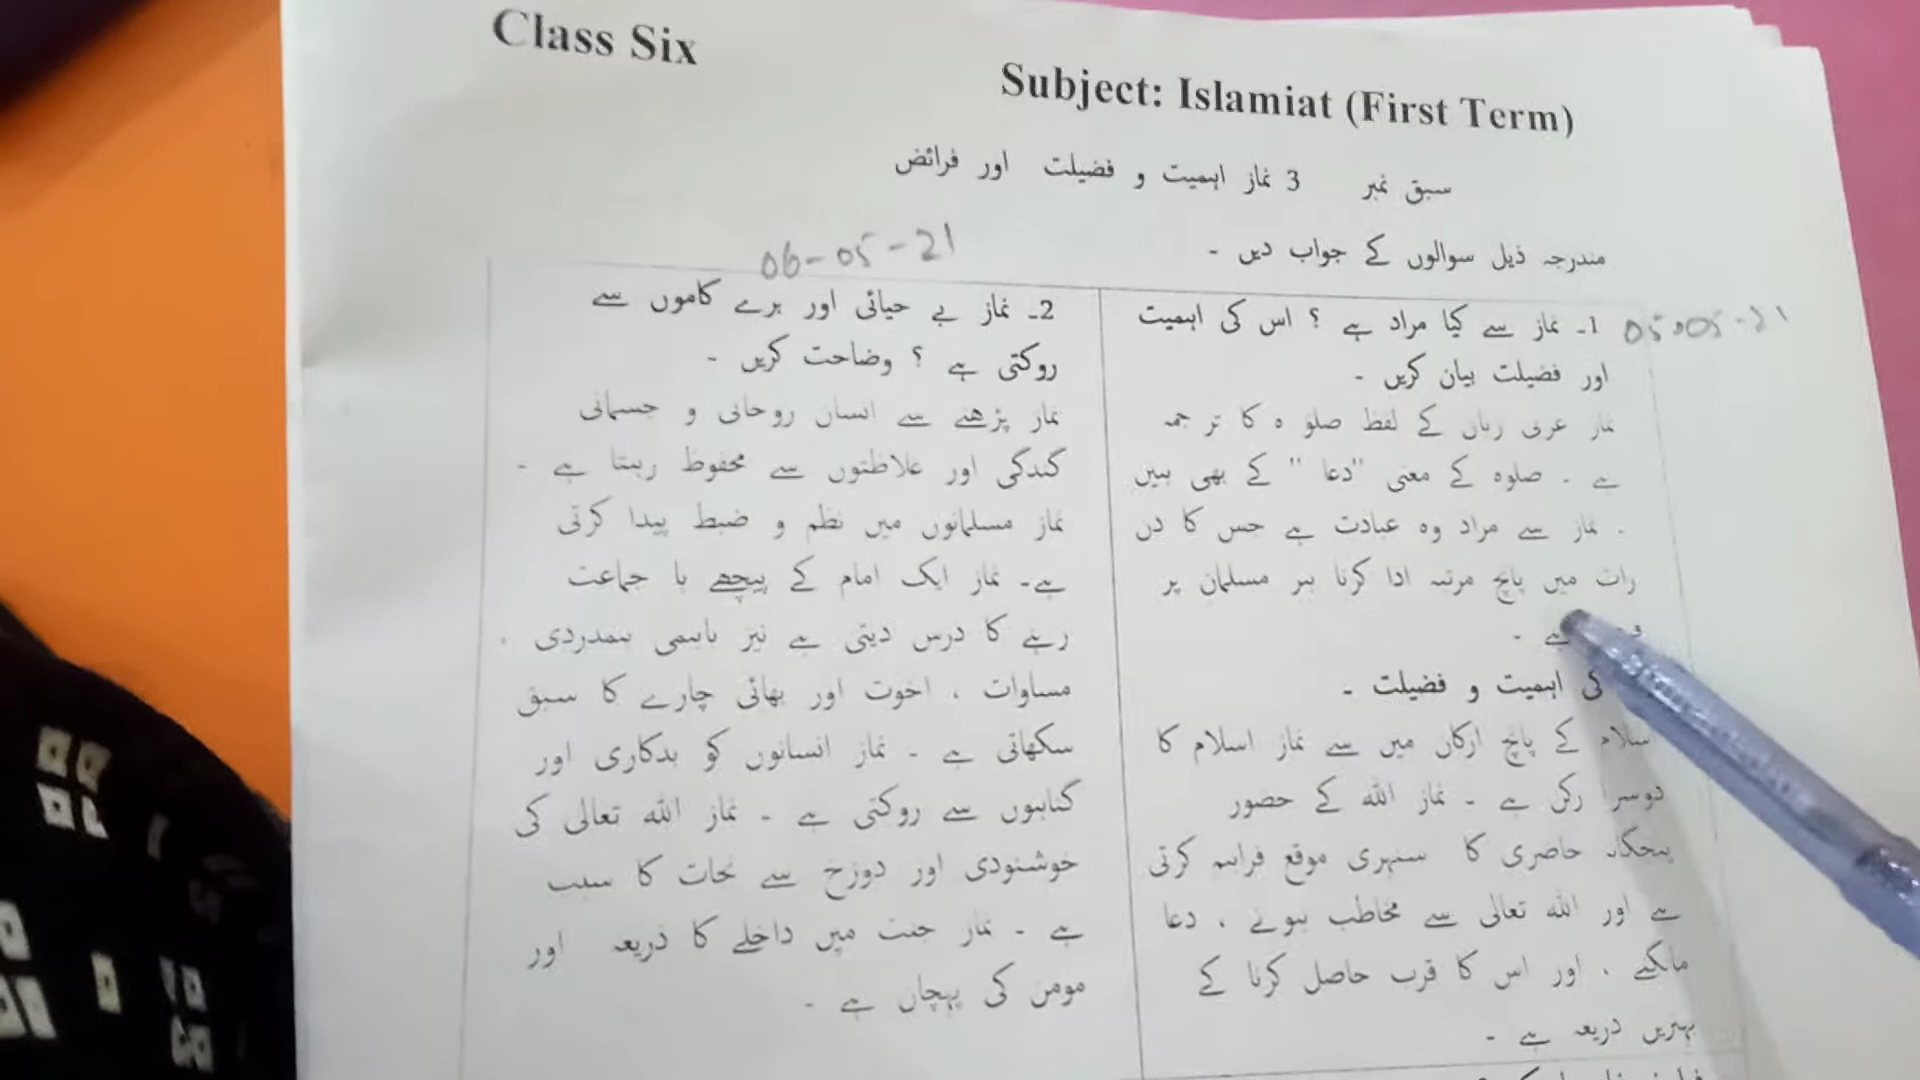 Class Six
Subject: Islamiat (First Term)
سبق نمبر 3 نماز اہمیت و فضیلت اور فرائض
مندرجہ ذیل سوالوں کے جواب دیں -
05-05-21
1۔ نماز سے کیا مراد ہے ؟ اس کی اہمیت
اور فضیلت بیان کریں -
نماز عربی زبان کے لفظ صلو ہ کا تر جمہ
ہے - صلوہ کے معنی "دعا " کے بھی ہیں
- نماز سے مراد وہ عبادت ہے جس کا دن
رات میں پانچ مرتبہ ادا کرنا ہر مسلمان پر
ہے -
کی اہمیت و فضیلت -
اسلام کے پانچ ارکان میں سے نماز اسلام کا
دوسرا رکن ہے - نماز اللہ کے حضور
پنجگانہ حاضری کا سنہری موقع فراہم کرتی
ہے اور اللہ تعالی سے مخاطب ہونے ، دعا
مانگنے ، اور اس کا قرب حاصل کرنا کے
بہترین ذریعہ ہے -
06-05-21
2۔ نماز بے حیائی اور برے کاموں سے
روکتی ہے ؟ وضاحت کریں -
نماز پڑھنے سے انسان روحانی و جسمانی
گندگی اور غلاظتوں سے محفوظ رہتا ہے -
نماز مسلمانوں میں نظم و ضبط پیدا کرتی
ہے۔ نماز ایک امام کے پیچھے با جماعت
رہنے کا درس دیتی ہے نیز باہمی ہمدردی ،
مساوات ، اخوت اور بھائی چارے کا سبق
سکھاتی ہے - نماز انسانوں کو بدکاری اور
گناہوں سے روکتی ہے - نماز اللہ تعالی کی
خوشنودی اور دوزخ سے نجات کا سبب
ہے - نماز جنت میں داخلے کا ذریعہ اور
مومن کی پہچان ہے -